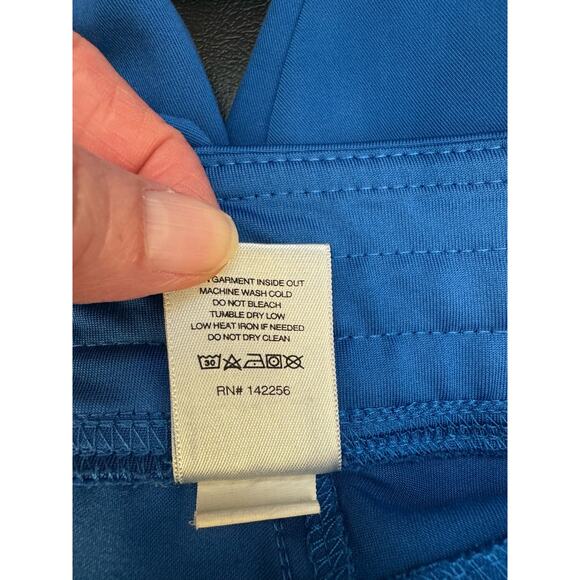 GARMENT INSIDE OUT
MACHINE WASH COLD
DO NOT BLEACH
TUMBLE DRY LOW
LOW HEAT IRON IF NEEDED
DO NOT DRY CLEAN
30
RN# 142256